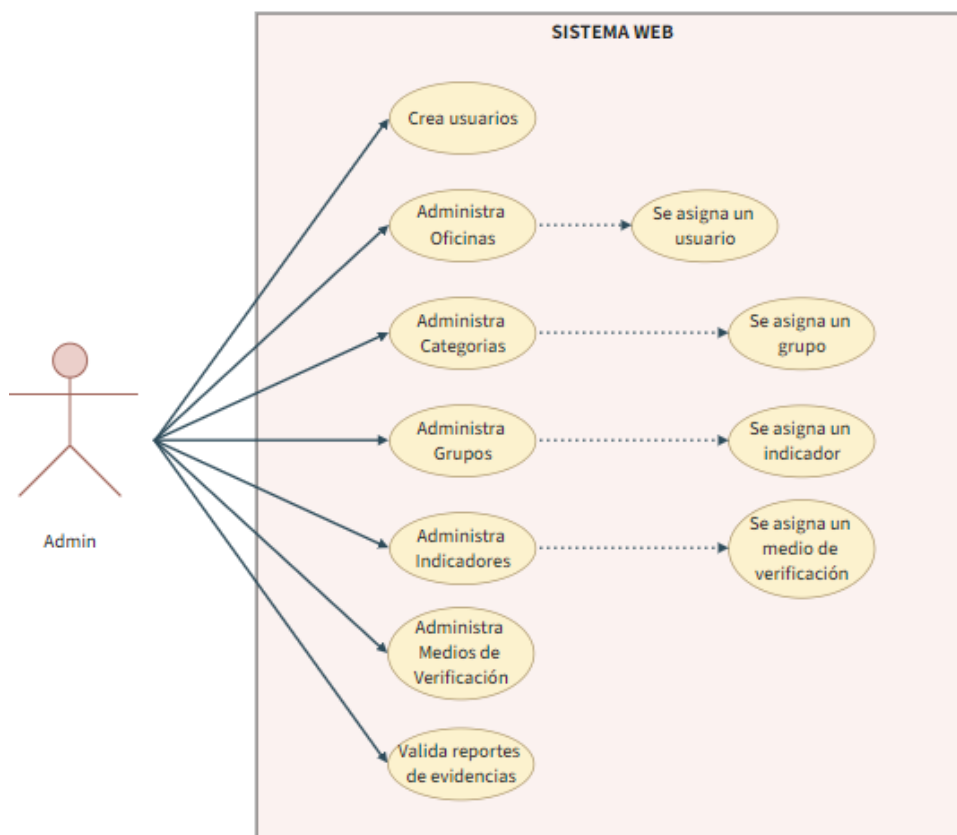 SISTEMA WEB
Crea usuarios
Administra
Oficinas
Se asigna un
usuario
Administra
Categorias
Se asigna un
grupo
Administra
Grupos
Se asigna un
indicador
Admin
Administra
Indicadores
Se asigna un
medio de
verificación
Administra
Medios de
Verificación
Valida reportes
de evidencias